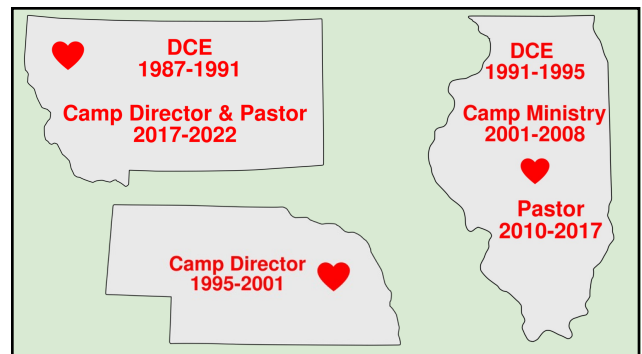 DCE
1987-1991
Camp Director & Pastor
2017-2022
DCE
1991-1995
Camp Ministry
2001-2008
Pastor
2010-2017
Camp Director
1995-2001